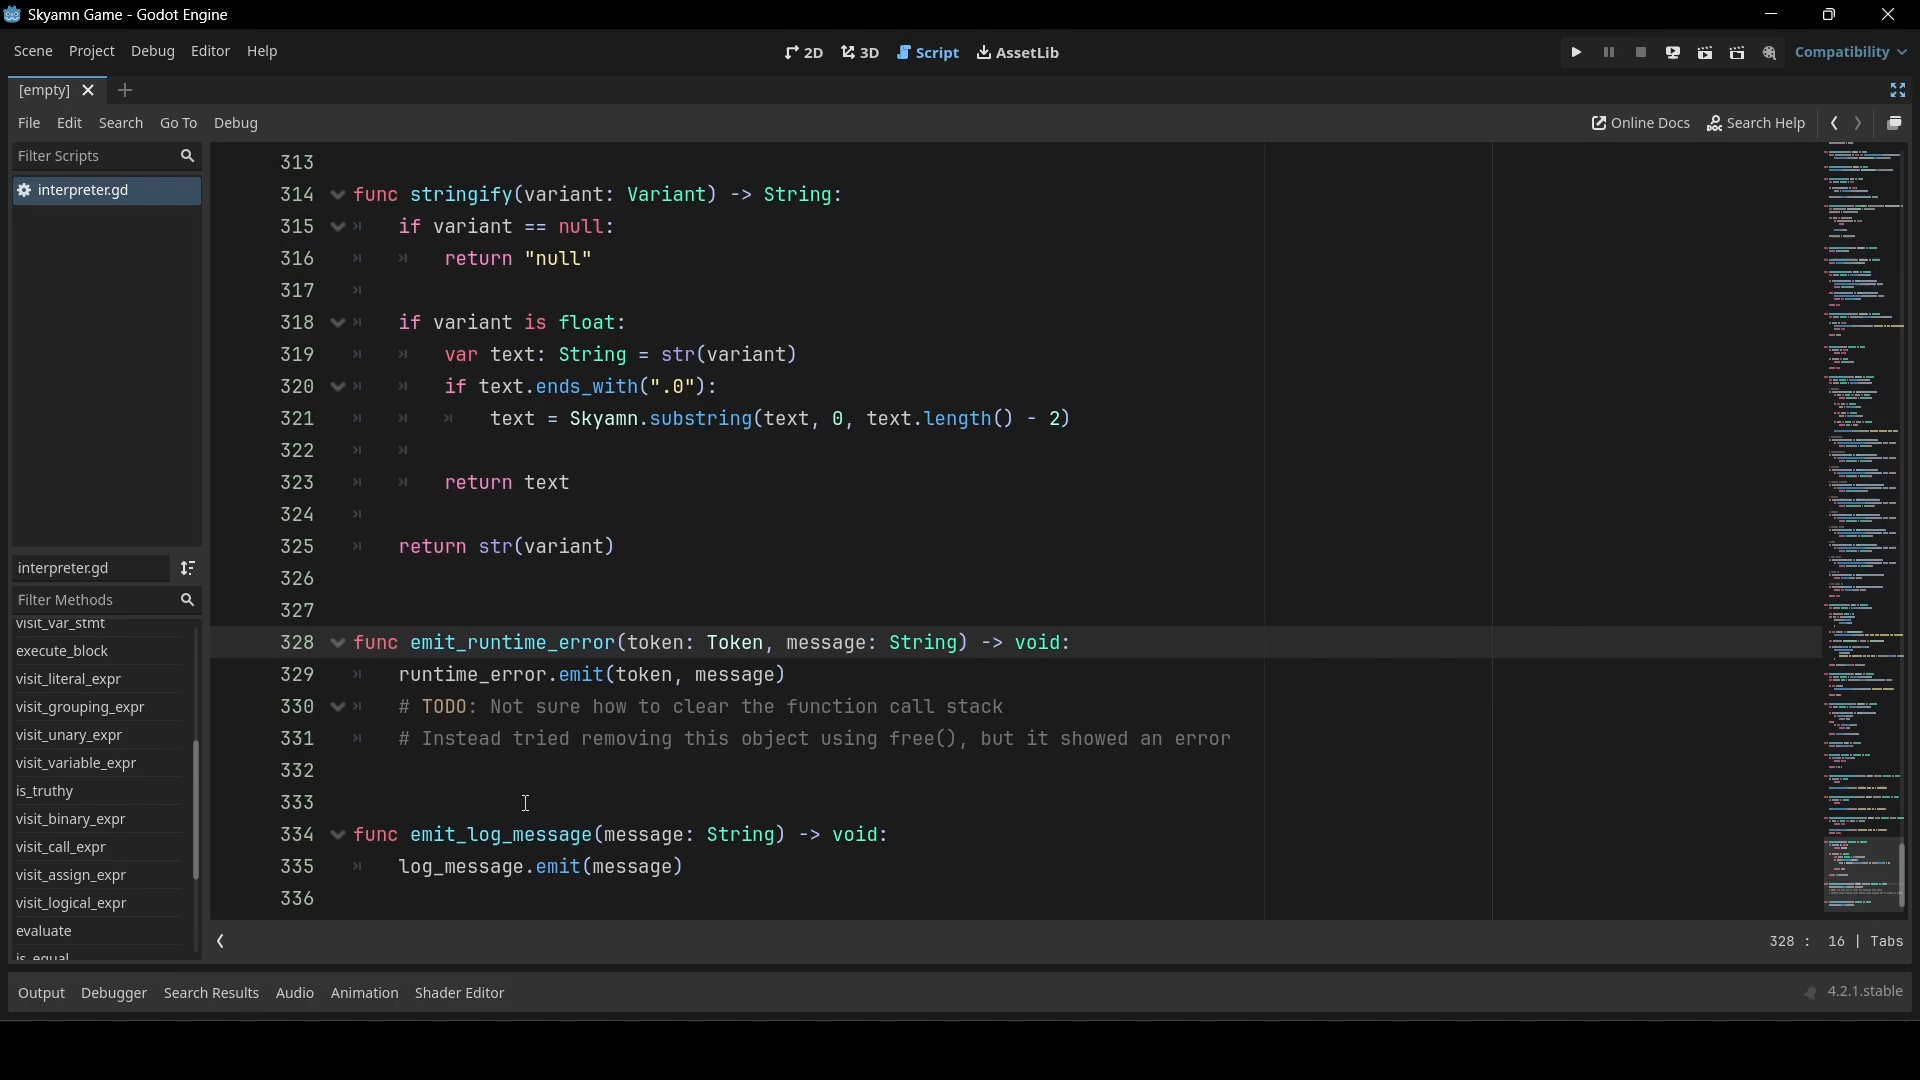 Skyamn Game - Godot Engine
Scene Project Debug Editor Help
2D 3D Script AssetLib
Compatibility
[empty]
File Edit Search Go To Debug
Online Docs Search Help
Filter Scripts
interpreter.gd
interpreter.gd
Filter Methods
visit_var_stmt
execute_block
visit_literal_expr
visit_grouping_expr
visit_unary_expr
visit_variable_expr
is_truthy
visit_binary_expr
visit_call_expr
visit_assign_expr
visit_logical_expr
evaluate
is_equal
313
314 func stringify(variant: Variant) -> String:
315 if variant == null:
316 return "null"
317
318 if variant is float:
319 var text: String = str(variant)
320 if text.ends_with(".0"):
321 text = Skyamn.substring(text, 0, text.length() - 2)
322
323 return text
324
325 return str(variant)
326
327
328 func emit_runtime_error(token: Token, message: String) -> void:
329 runtime_error.emit(token, message)
330 # TODO: Not sure how to clear the function call stack
331 # Instead tried removing this object using free(), but it showed an error
332
333
334 func emit_log_message(message: String) -> void:
335 log_message.emit(message)
336
328 : 16 | Tabs
Output Debugger Search Results Audio Animation Shader Editor
4.2.1.stable